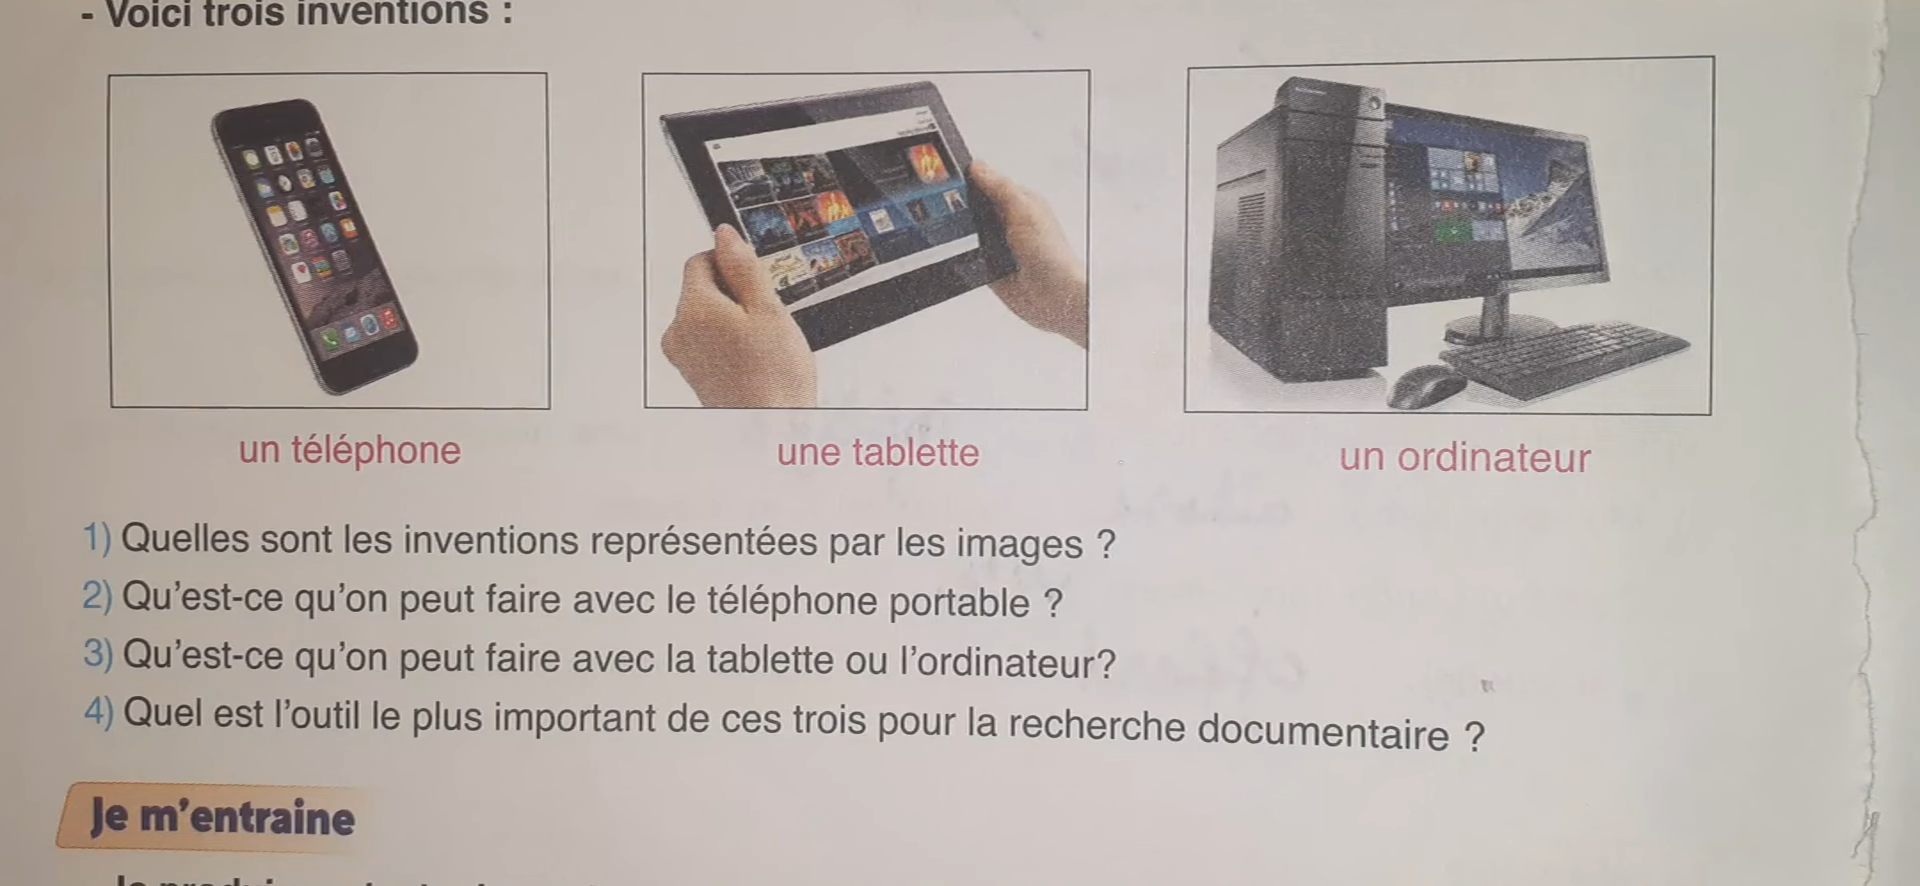 - Voici trois inventions :
un téléphone
une tablette
un ordinateur
1) Quelles sont les inventions représentées par les images ?
2) Qu'est-ce qu'on peut faire avec le téléphone portable ?
3) Qu'est-ce qu'on peut faire avec la tablette ou l'ordinateur?
4) Quel est l'outil le plus important de ces trois pour la recherche documentaire ?
Je m'entraine